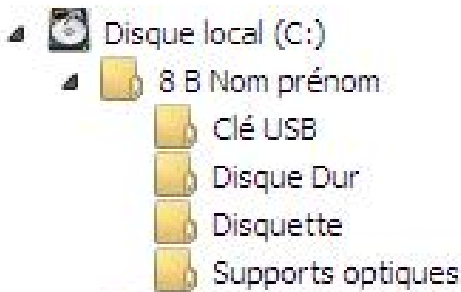 Disque local (C:)
8 B Nom prénom
Clé USB
Disque Dur
Disquette
Supports optiques